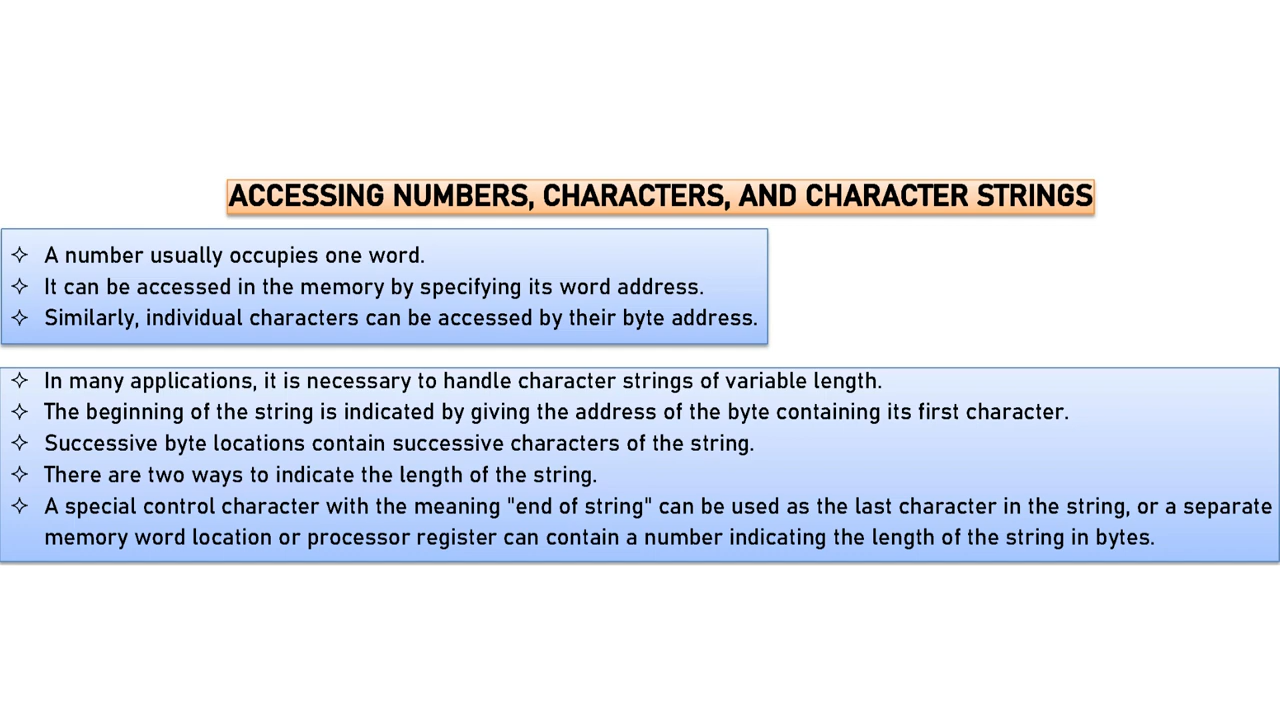 ACCESSING NUMBERS, CHARACTERS, AND CHARACTER STRINGS
✧ A number usually occupies one word.
✧ It can be accessed in the memory by specifying its word address.
✧ Similarly, individual characters can be accessed by their byte address.
✧ In many applications, it is necessary to handle character strings of variable length.
✧ The beginning of the string is indicated by giving the address of the byte containing its first character.
✧ Successive byte locations contain successive characters of the string.
✧ There are two ways to indicate the length of the string.
✧ A special control character with the meaning "end of string" can be used as the last character in the string, or a separate
memory word location or processor register can contain a number indicating the length of the string in bytes.